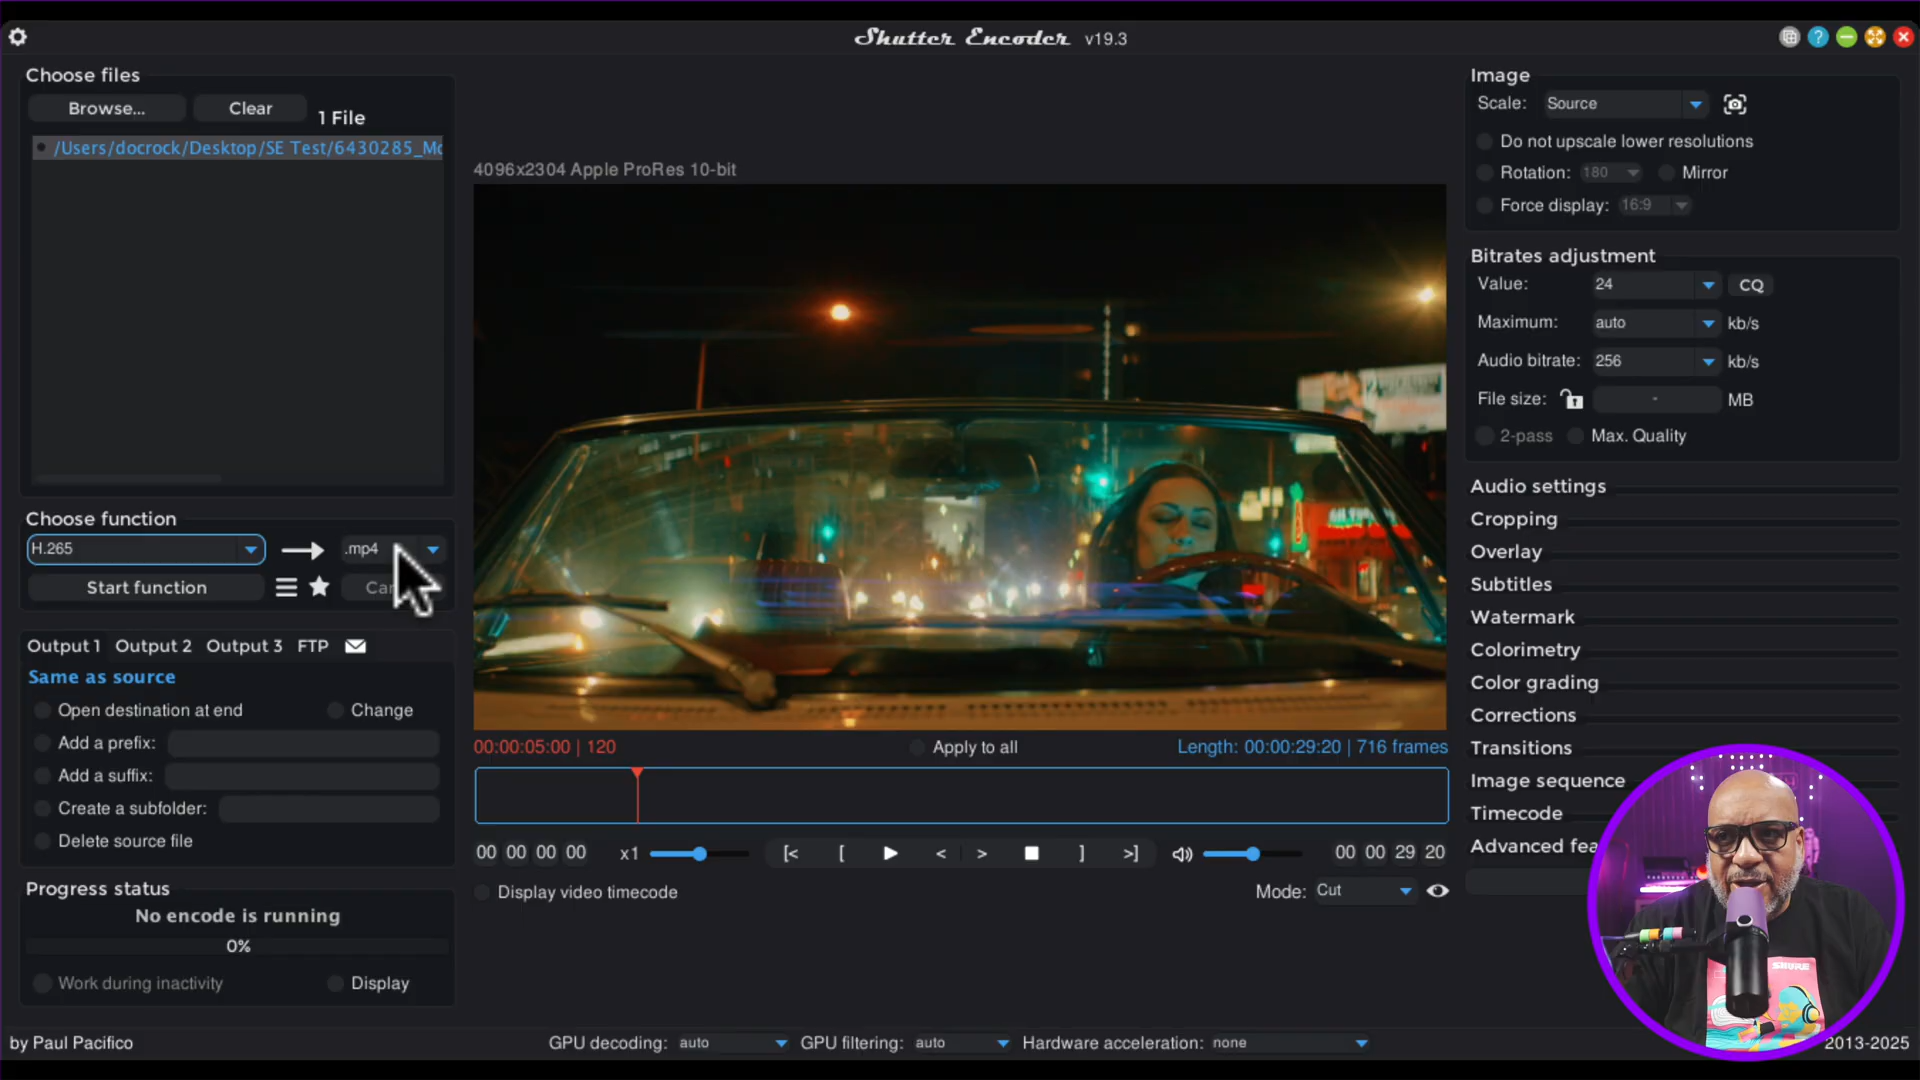 Shutter Encoder v19.3
Choose files
Browse...
Clear
1 File
/Users/docrock/Desktop/SE Test/6430285_Mo
Choose function
H.265
.mp4
Start function
Output 1
Output 2
Output 3
FTP
Same as source
Open destination at end
Change
Add a prefix:
Add a suffix:
Create a subfolder:
Delete source file
Progress status
No encode is running
0%
Work during inactivity
Display
by Paul Pacifico
4096x2304 Apple ProRes 10-bit
00:00:05:00 | 120
Apply to all
Length: 00:00:29:20 | 716 frames
00 00 00 00
x1
[<
[
<
>
]
>]
00 00 29 20
Display video timecode
Mode: Cut
GPU decoding: auto
GPU filtering: auto
Hardware acceleration: none
Image
Scale: Source
Do not upscale lower resolutions
Rotation: 180
Mirror
Force display: 16:9
Bitrates adjustment
Value: 24
CQ
Maximum: auto kb/s
Audio bitrate: 256 kb/s
File size: - MB
2-pass
Max. Quality
Audio settings
Cropping
Overlay
Subtitles
Watermark
Colorimetry
Color grading
Corrections
Transitions
Image sequence
Timecode
Advanced
SHURE
2013-2025